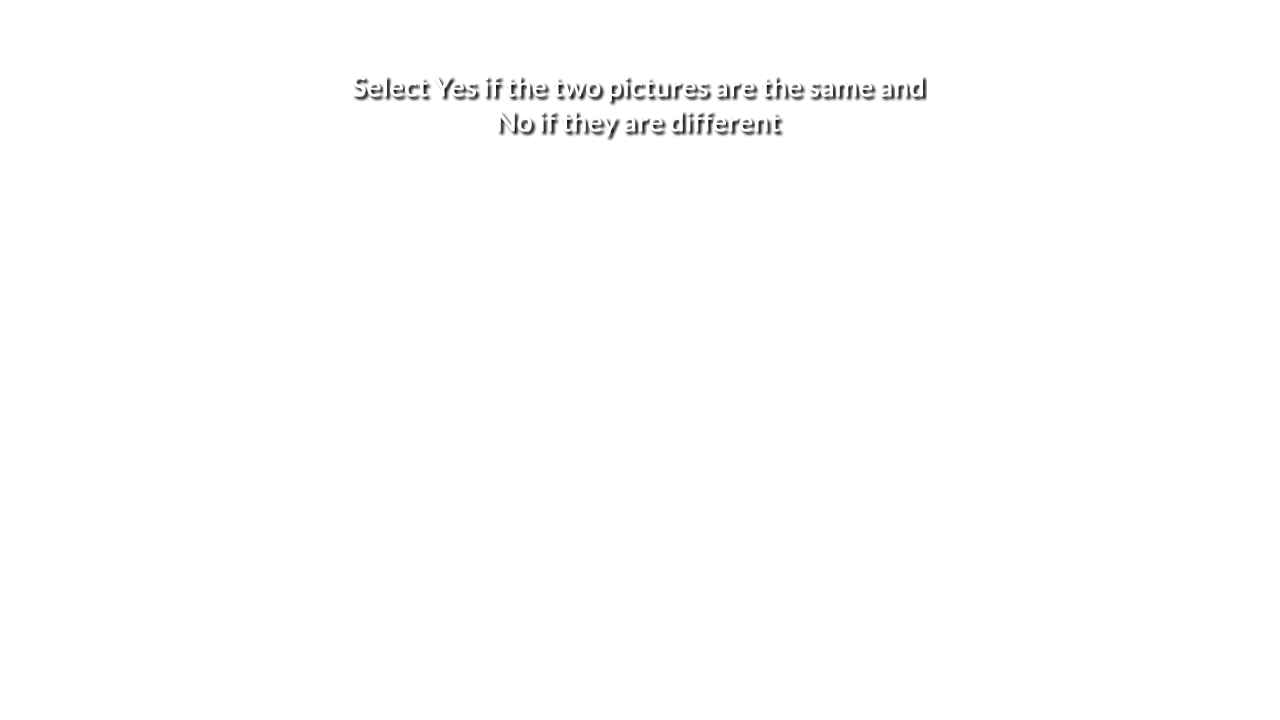 Select Yes if the two pictures are the same and
No if they are different